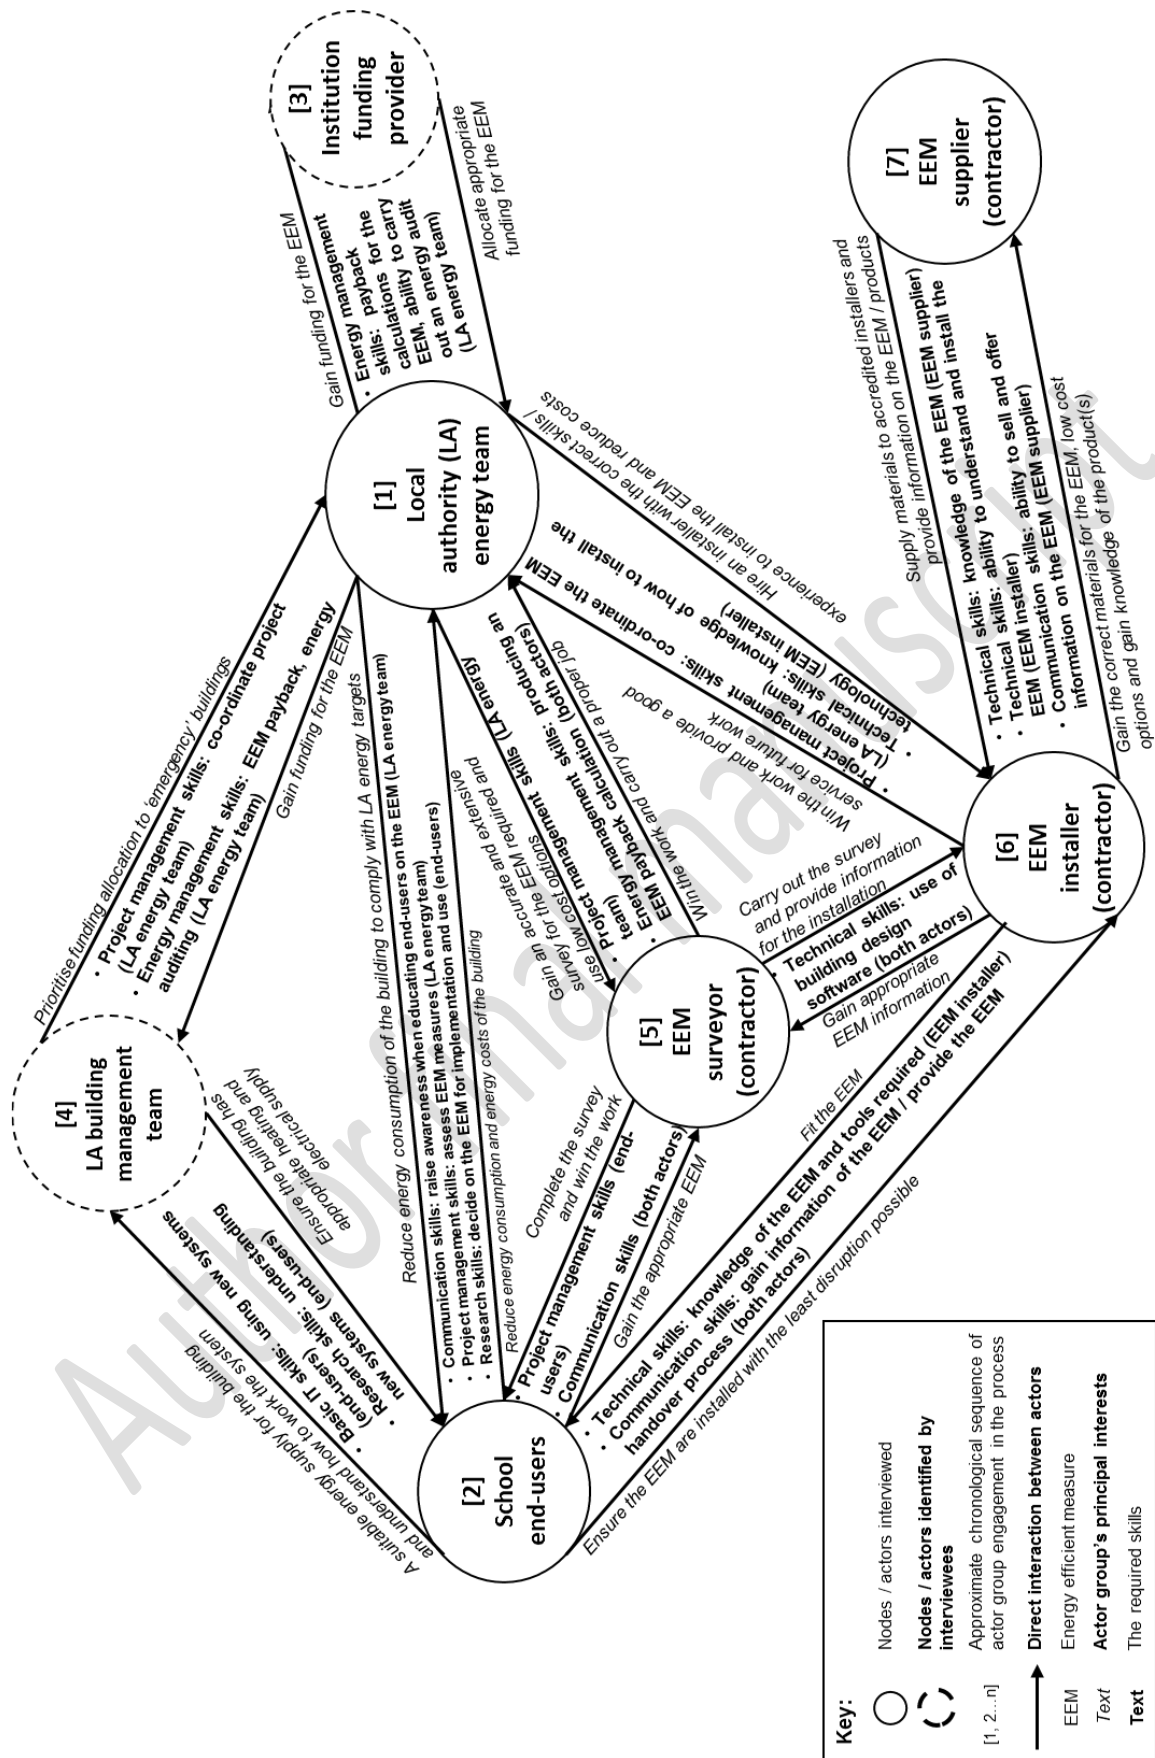 [3]
Institution
funding
provider
Gain funding for the EEM
• Energy management
Energy payback
skills: payback for the
calculations to carry
EEM, ability to carry
out an energy audit
(LA energy team)
Allocate appropriate
funding for the EEM
[1]
Local
authority (LA)
energy team
[4]
LA building
management
team
Prioritise funding allocation to 'emergency' buildings
• Project management skills: co-ordinate project
(LA energy team)
• Energy management skills: EEM payback, energy
auditing (LA energy team)
Gain funding for the EEM
Ensure the building has
appropriate heating and
electrical supply
• Basic IT skills: using new systems
(end-users)
• Research skills: understanding
new systems (end-users)
A suitable energy supply for the building
and understand how to work the system
Reduce energy consumption of the building to comply with LA energy targets
• Communication skills: raise awareness when educating end-users on the EEM (LA energy team)
• Project management skills: assess EEM measures (LA energy team)
• Research skills: decide on the EEM for implementation and use (end-users)
Reduce energy consumption and energy costs of the building
[2]
School
end-users
Gain an accurate and extensive
survey for the EEM required and
use low cost options
• Project management skills (LA energy
team)
• Energy management skills: producing an
EEM payback calculation (both actors)
Win the work and carry out a proper job
[5]
EEM
surveyor
(contractor)
Complete the survey
and win the work
• Project management skills (end-
users)
• Communication skills (both actors)
Gain the appropriate EEM
Hire an installer with the correct skills /
experience to install the EEM and reduce costs
• Project management skills: co-ordinate the EEM
(LA energy team)
• Technical skills: knowledge of how to install the
technology (EEM installer)
Win the work and provide a good
service for future work
Carry out the survey
and provide information
for the installation
• Technical skills: use of
building design
software (both actors)
Gain appropriate
EEM information
[6]
EEM
installer
(contractor)
Fit the EEM
• Technical skills: knowledge of the EEM and tools required (EEM installer)
• Communication skills: gain information of the EEM / provide the EEM
handover process (both actors)
Ensure the EEM are installed with the least disruption possible
[7]
EEM
supplier
(contractor)
Supply materials to accredited installers and
provide information on the EEM / products
• Technical skills: knowledge of the EEM (EEM supplier)
• Technical skills: ability to understand and install the
EEM (EEM installer)
• Communication skills: ability to sell and offer
information on the EEM (EEM supplier)
Gain the correct materials for the EEM, low cost
options and gain knowledge of the product(s)
Key:
Nodes / actors interviewed
Nodes / actors identified by
interviewees
[1, 2...n] Approximate chronological sequence of
actor group engagement in the process
Direct interaction between actors
EEM Energy efficient measure
Text Actor group's principal interests
Text The required skills
Author final manuscript